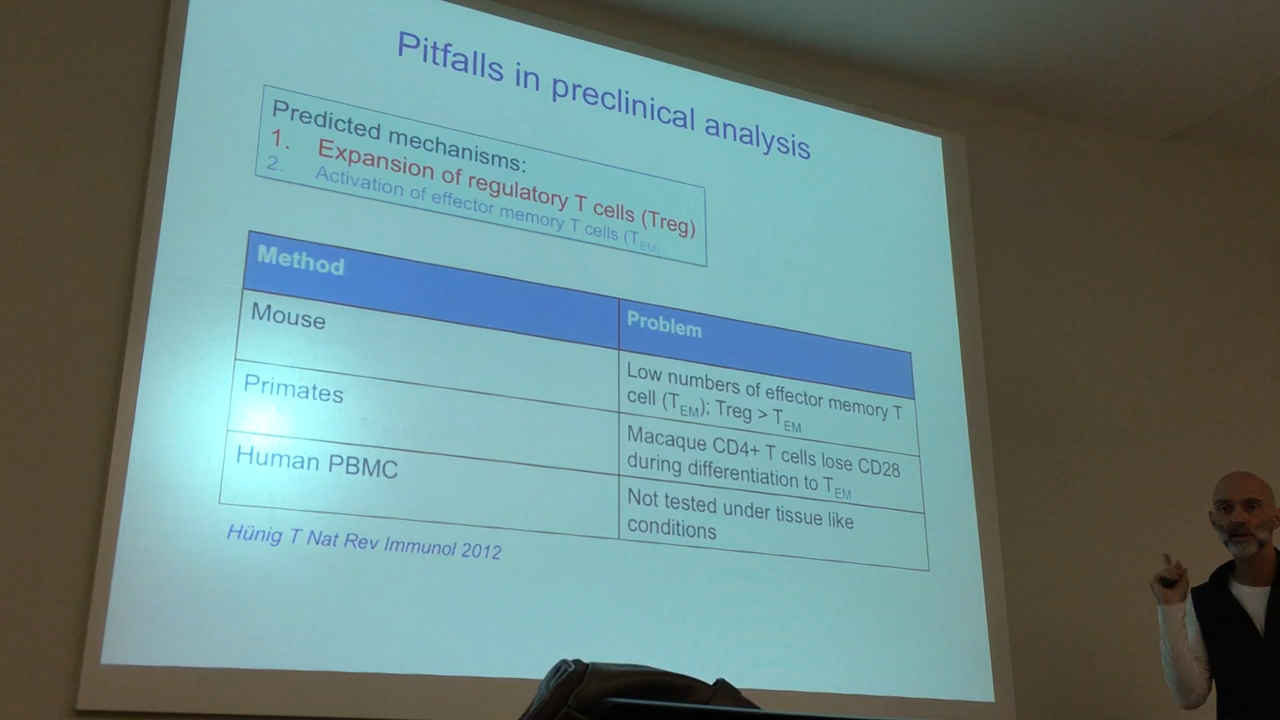 Pitfalls in preclinical analysis
Predicted mechanisms:
1. Expansion of regulatory T cells (Treg)
2. Activation of effector memory T cells (TEM)
Method
Problem
Mouse
Low numbers of effector memory T
cell (TEM); Treg > TEM
Primates
Macaque CD4+ T cells lose CD28
during differentiation to TEM
Human PBMC
Not tested under tissue like
conditions
Hünig T Nat Rev Immunol 2012